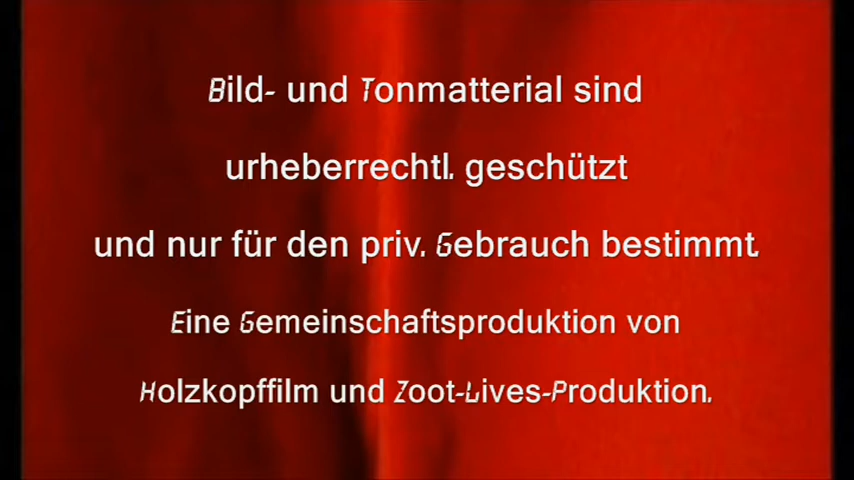 Bild- und Tonmatterial sind
urheberrechtl. geschützt
und nur für den priv. Gebrauch bestimmt.
Eine Gemeinschaftsproduktion von
Holzkopffilm und Zoot-Lives-Produktion.